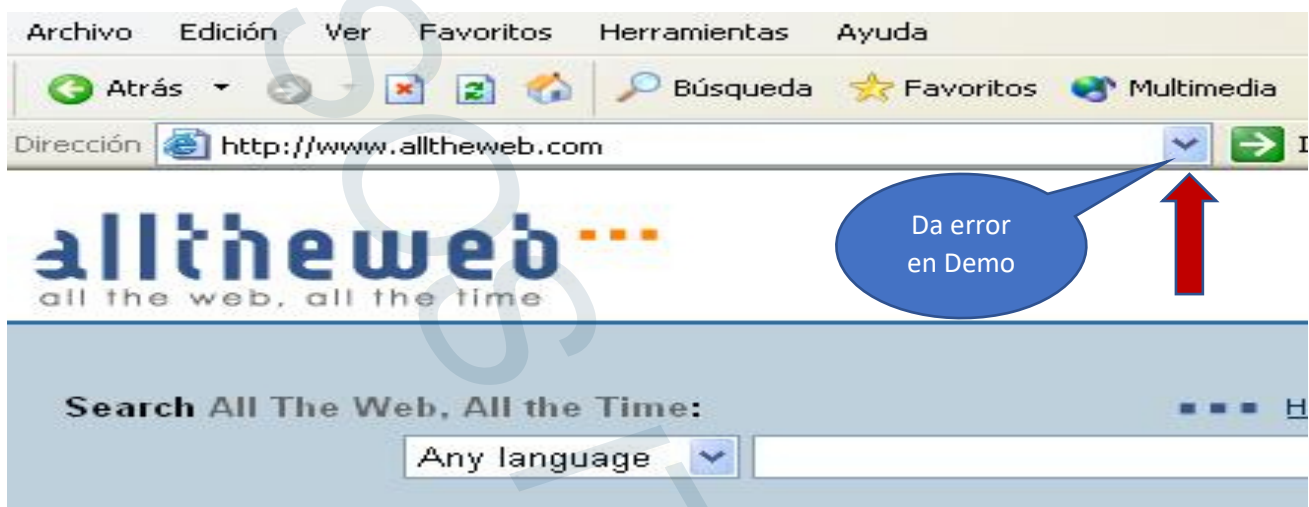 Archivo Edición Ver Favoritos Herramientas Ayuda
Atrás Búsqueda Favoritos Multimedia
Dirección http://www.alltheweb.com
alltheweb
all the web, all the time
Da error
en Demo
Search All The Web, All the Time:
Any language